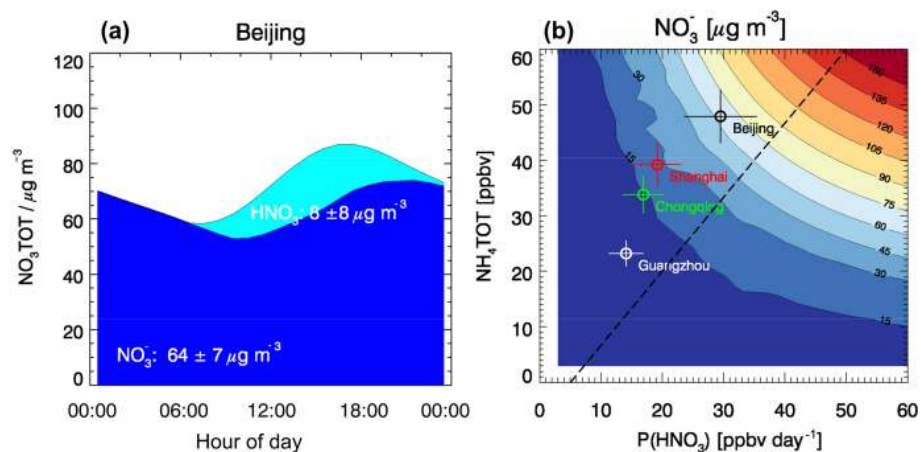 (a)
Beijing
NO₃TOT / μg m⁻³
120
100
80
60
40
20
0
HNO₃: 8 ±8 μg m⁻³
NO₃⁻: 64 ± 7 μg m⁻³
00:00 06:00 12:00 18:00 00:00
Hour of day
(b)
NO₃⁻ [μg m⁻³]
NH₄TOT [ppbv]
60
50
40
30
20
10
0
30
15
135
120
105
90
75
60
45
30
15
Beijing
Shanghai
Chongqing
Guangzhou
0 10 20 30 40 50 60
P(HNO₃) [ppbv day⁻¹]